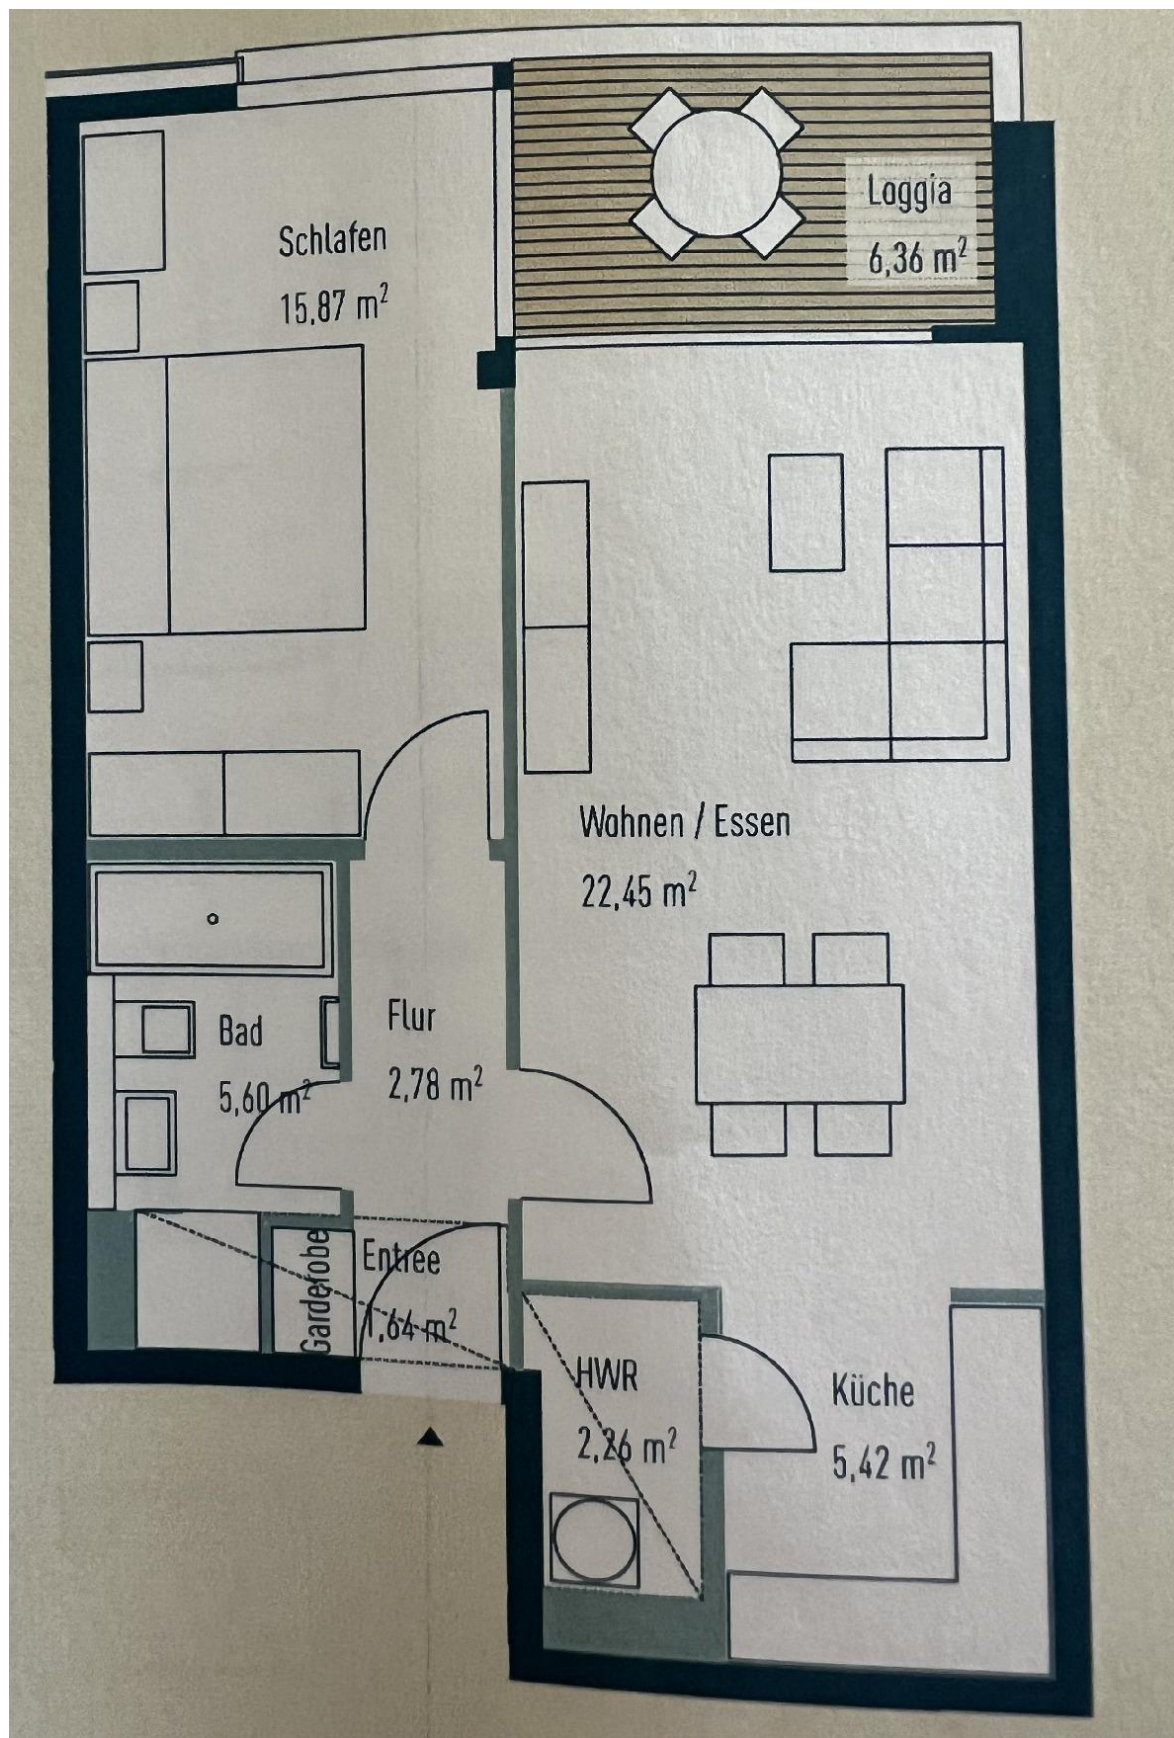 Loggia
6,36 m²
Schlafen
15,87 m²
Wohnen / Essen
22,45 m²
Flur
2,78 m²
Bad
5,60 m²
Garderobe
Entree
1,64 m²
HWR
2,26 m²
Küche
5,42 m²